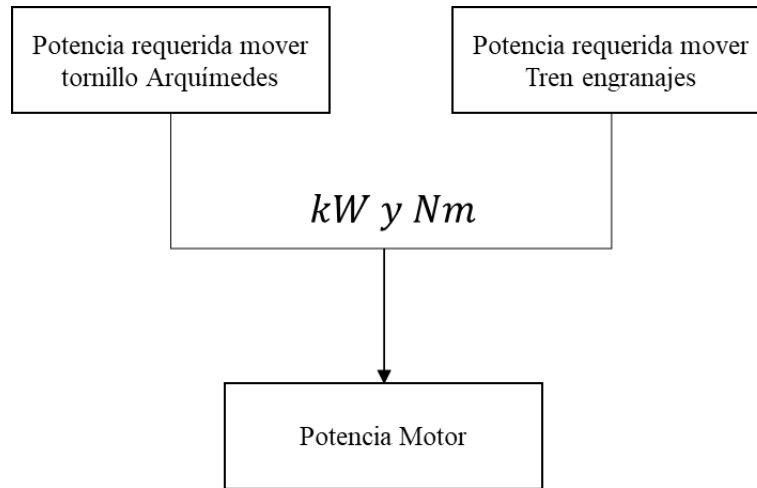 Potencia requerida mover
tornillo Arquímedes
Potencia requerida mover
Tren engranajes
kW y Nm
Potencia Motor